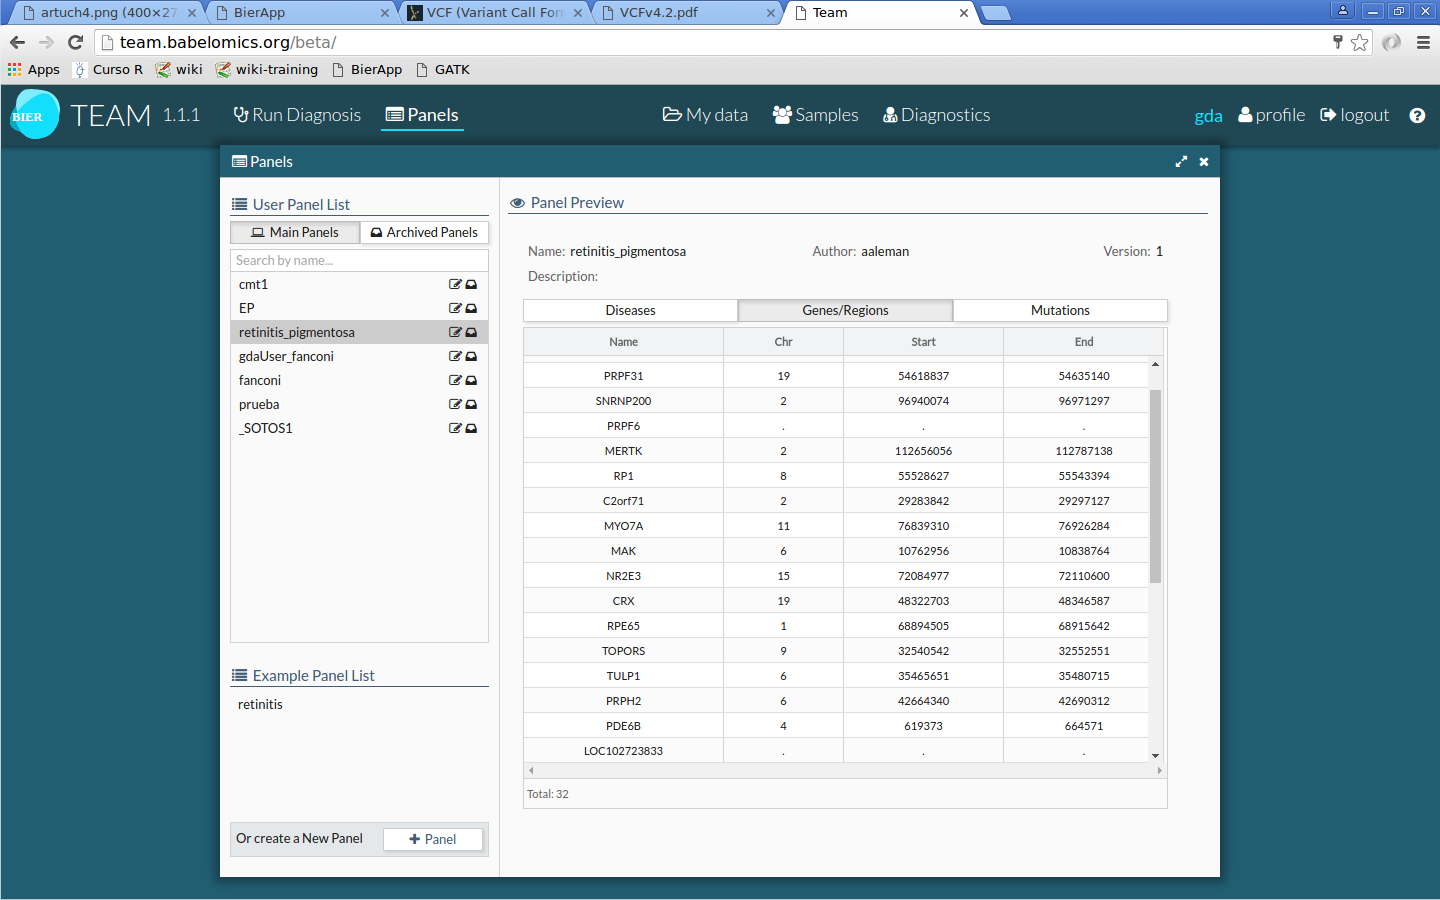 artuch4.png (400×27
BierApp
VCF (Variant Call For
VCFv4.2.pdf
Team
team.babelomics.org/beta/
Apps
Curso R
wiki
wiki-training
BierApp
GATK
BIER
TEAM 1.1.1
Run Diagnosis
Panels
My data
Samples
Diagnostics
gda
profile
logout
Panels
User Panel List
Main Panels
Archived Panels
Search by name...
cmt1
EP
retinitis_pigmentosa
gdaUser_fanconi
fanconi
prueba
_SOTOS1
Example Panel List
retinitis
Or create a New Panel
Panel
Panel Preview
Name: retinitis_pigmentosa
Author: aaleman
Version: 1
Description:
Diseases
Genes/Regions
Mutations
Name Chr Start End
PRPF31 19 54618837 54635140
SNRNP200 2 96940074 96971297
PRPF6 . . .
MERTK 2 112656056 112787138
RP1 8 55528627 55543394
C2orf71 2 29283842 29297127
MYO7A 11 76839310 76926284
MAK 6 10762956 10838764
NR2E3 15 72084977 72110600
CRX 19 48322703 48346587
RPE65 1 68894505 68915642
TOPORS 9 32540542 32552551
TULP1 6 35465651 35480715
PRPH2 6 42664340 42690312
PDE6B 4 619373 664571
LOC102723833 . . .
Total: 32